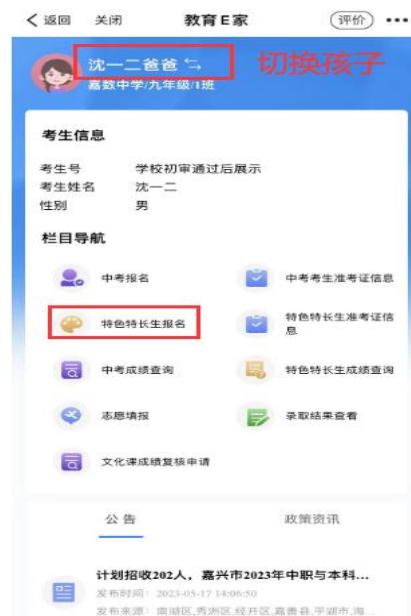 返回 关闭 教育E家 评价
沈一二爸爸 切换孩子
嘉数中学/九年级/1班
考生信息
考生号 学校初审通过后展示
考生姓名 沈一二
性别 男
栏目导航
中考报名 中考考生准考证信息
特色特长生报名 特色特长生准考证信
息
中考成绩查询 特色特长生成绩查询
志愿填报 录取结果查看
文化课成绩复核申请
公告 政策资讯
计划招收202人，嘉兴市2023年中职与本科...
发布时间：2023-05-17 14:06:50
发布来源：南湖区,秀洲区,经开区,嘉善县,平湖市,海...